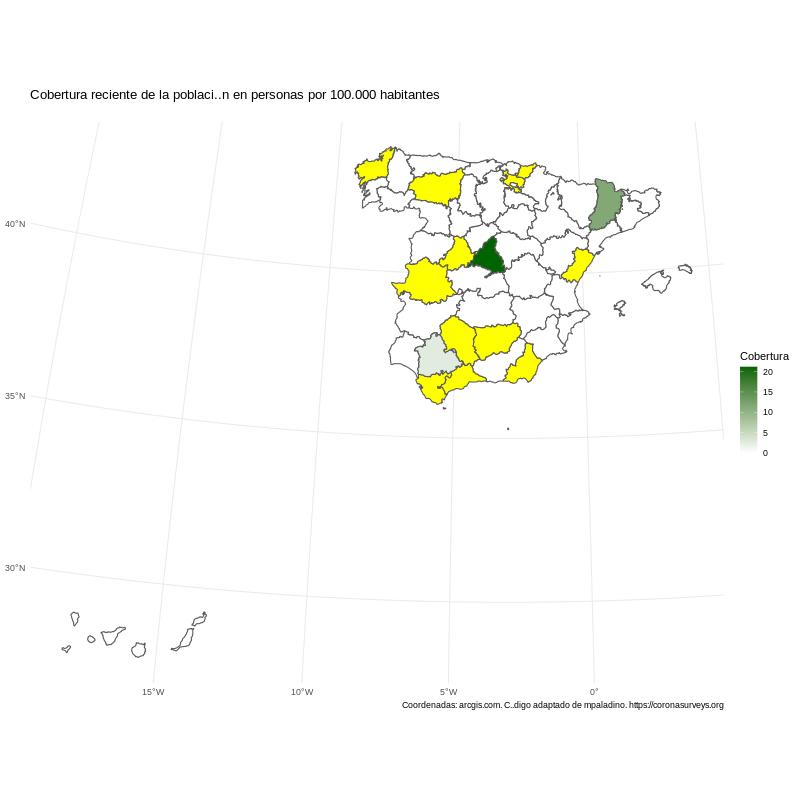 Cobertura reciente de la poblaci..n en personas por 100.000 habitantes
40°N
35°N
30°N
15°W
10°W
5°W
0°
Cobertura
20
15
10
5
0
Coordenadas: arcgis.com. C..digo adaptado de mpaladino. https://coronasurveys.org